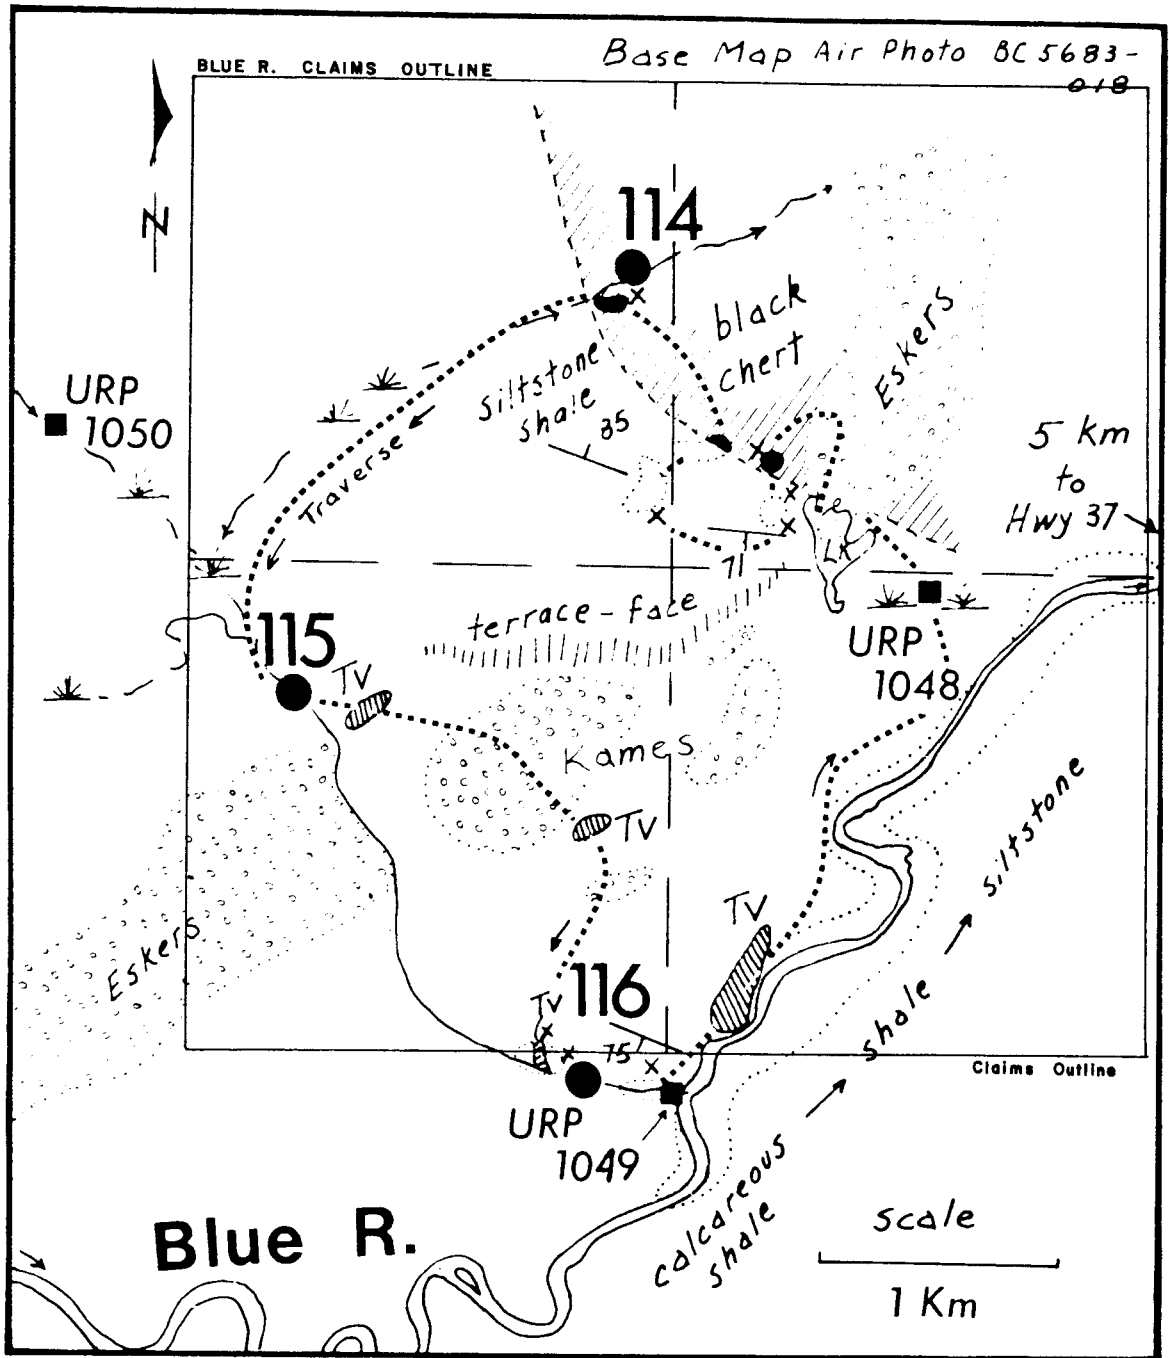 Base Map Air Photo BC 5683-
018
BLUE R. CLAIMS OUTLINE
N
114
black
chert
Eskers
siltstone
shale
35
URP
1050
Traverse
5 km
to
Hwy 37
LK
71
terrace-face
115
TV
URP
1048
Kames
TV
siltstone
TV
Eskers
116
TV
shale
75
Claims Outline
URP
1049
calcareous
shale
Blue R.
scale
1 Km